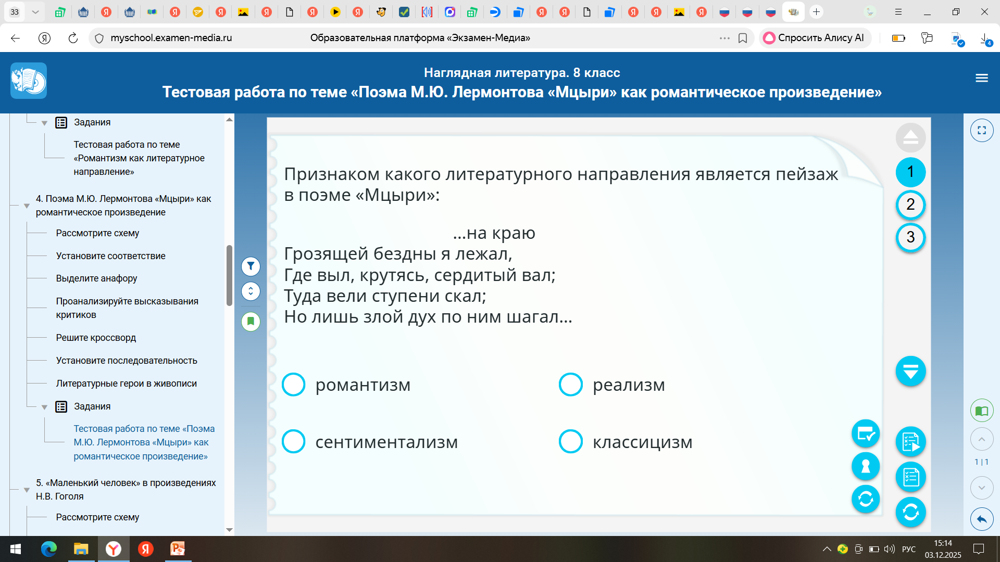 33
myschool.examen-media.ru
Образовательная платформа «Экзамен-Медиа»
Спросить Алису AI
4
Наглядная литература. 8 класс
Тестовая работа по теме «Поэма М.Ю. Лермонтова «Мцыри» как романтическое произведение»
Задания
Тестовая работа по теме
«Романтизм как литературное
направление»
4. Поэма М.Ю. Лермонтова «Мцыри» как
романтическое произведение
Рассмотрите схему
Установите соответствие
Выделите анафору
Проанализируйте высказывания
критиков
Решите кроссворд
Установите последовательность
Литературные герои в живописи
Задания
Тестовая работа по теме «Поэма
М.Ю. Лермонтова «Мцыри» как
романтическое произведение»
5. «Маленький человек» в произведениях
Н.В. Гоголя
Рассмотрите схему
Признаком какого литературного направления является пейзаж
в поэме «Мцыри»:
...на краю
Грозящей бездны я лежал,
Где выл, крутясь, сердитый вал;
Туда вели ступени скал;
Но лишь злой дух по ним шагал...
романтизм
реализм
сентиментализм
классицизм
1
2
3
1 | 1
РУС
15:14
03.12.2025